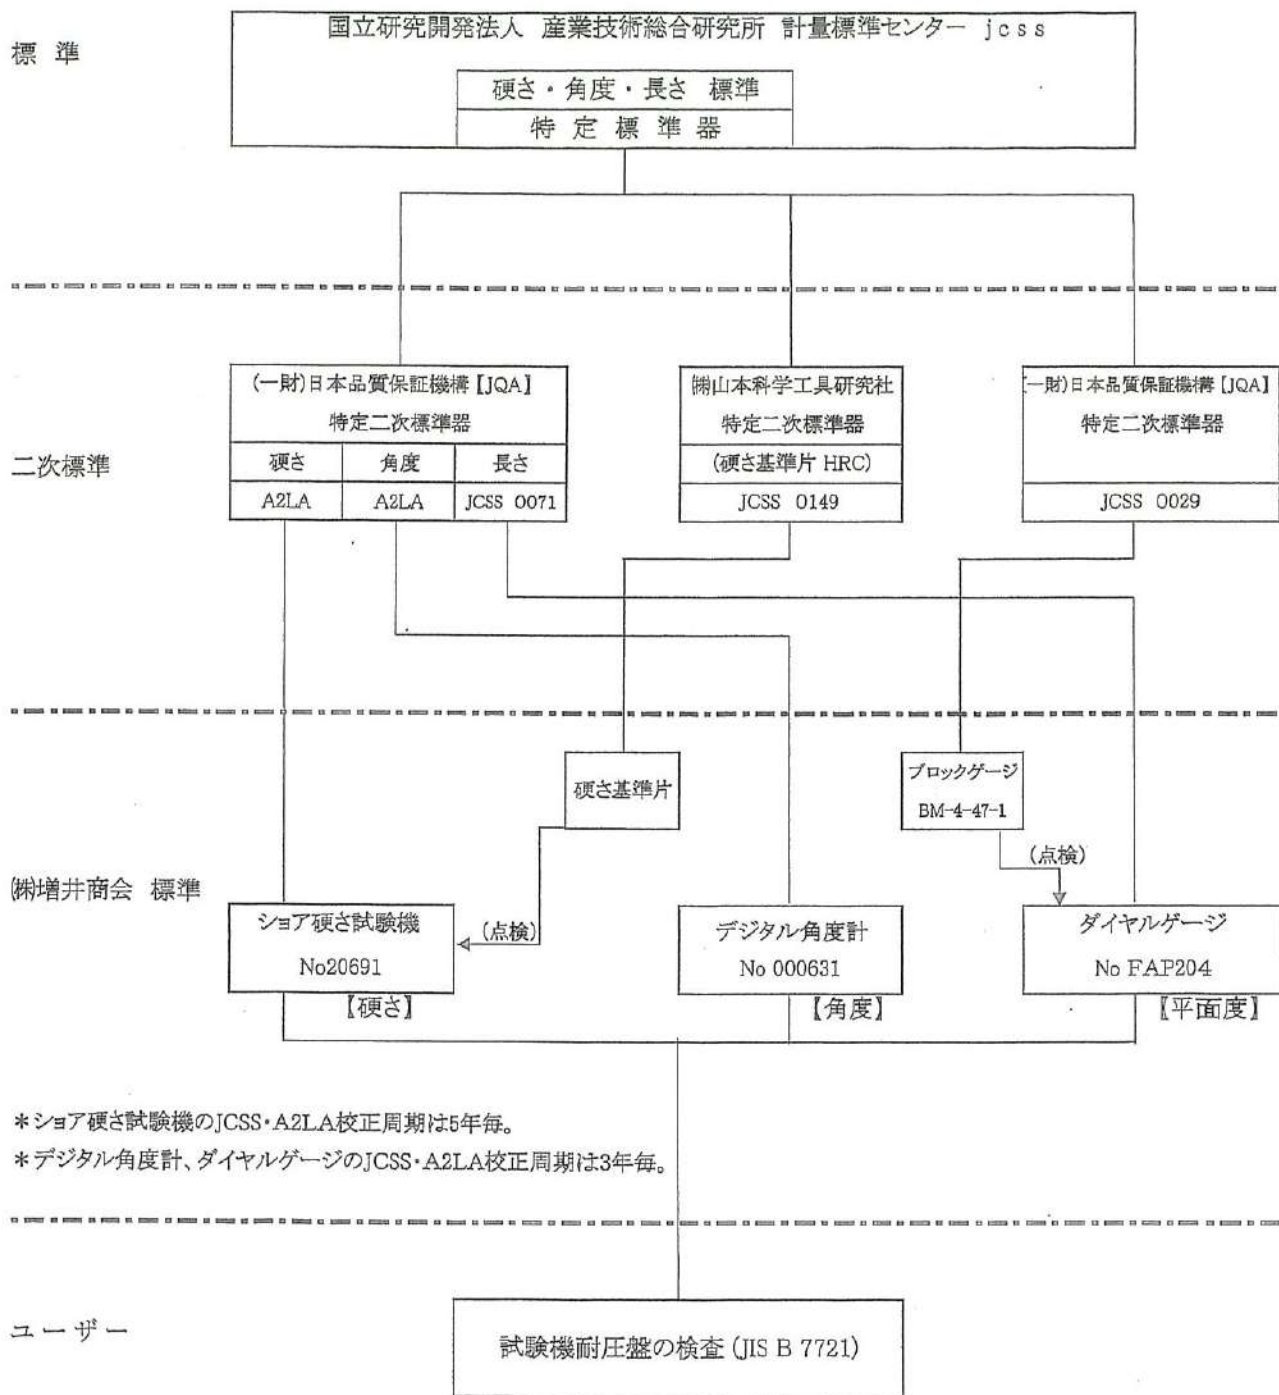 標 準
国立研究開発法人 産業技術総合研究所 計量標準センター jcss
硬さ・角度・長さ 標準
特 定 標 準 器
二次標準
(一財)日本品質保証機構【JQA】
特定二次標準器
硬さ 角度 長さ
A2LA A2LA JCSS 0071
㈱山本科学工具研究社
特定二次標準器
(硬さ基準片 HRC)
JCSS 0149
(一財)日本品質保証機構【JQA】
特定二次標準器
JCSS 0029
㈱増井商会 標準
硬さ基準片
ブロックゲージ
BM-4-47-1
(点検)
ショア硬さ試験機
No20691
【硬さ】
(点検)
デジタル角度計
No 000631
【角度】
ダイヤルゲージ
No FAP204
【平面度】
＊ショア硬さ試験機のJCSS・A2LA校正周期は5年毎。
＊デジタル角度計、ダイヤルゲージのJCSS・A2LA校正周期は3年毎。
ユーザー
試験機耐圧盤の検査(JIS B 7721)